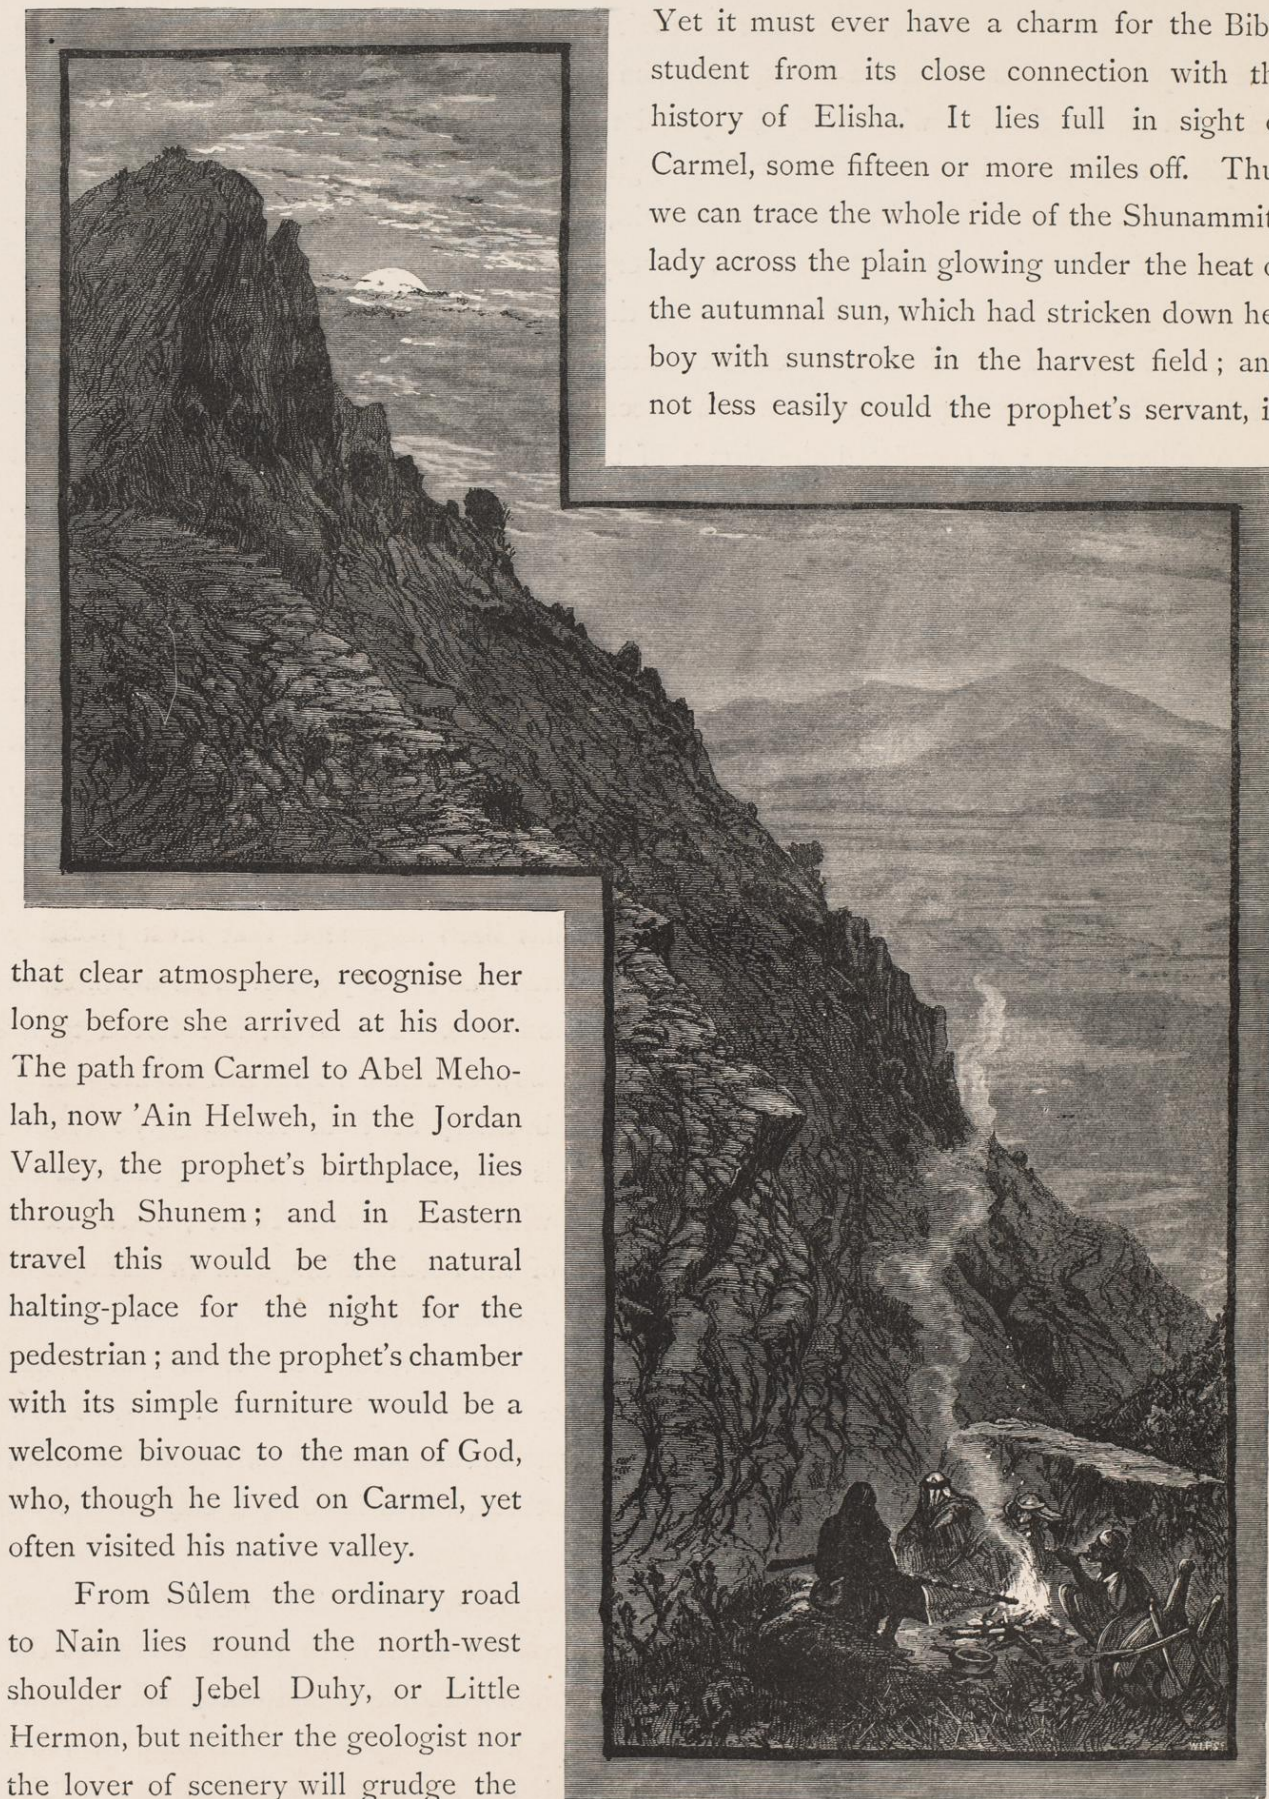 Yet it must ever have a charm for the Bib
student from its close connection with th
history of Elisha. It lies full in sight
Carmel, some fifteen or more miles off. Thu
we can trace the whole ride of the Shunammit
lady across the plain glowing under the heat
the autumnal sun, which had stricken down he
boy with sunstroke in the harvest field; an
not less easily could the prophet's servant, i
that clear atmosphere, recognise her
long before she arrived at his door.
The path from Carmel to Abel Meho-
lah, now 'Ain Helweh, in the Jordan
Valley, the prophet's birthplace, lies
through Shunem; and in Eastern
travel this would be the natural
halting-place for the night for the
pedestrian; and the prophet's chamber
with its simple furniture would be a
welcome bivouac to the man of God,
who, though he lived on Carmel, yet
often visited his native valley.
From Sûlem the ordinary road
to Nain lies round the north-west
shoulder of Jebel Duhy, or Little
Hermon, but neither the geologist nor
the lover of scenery will grudge the